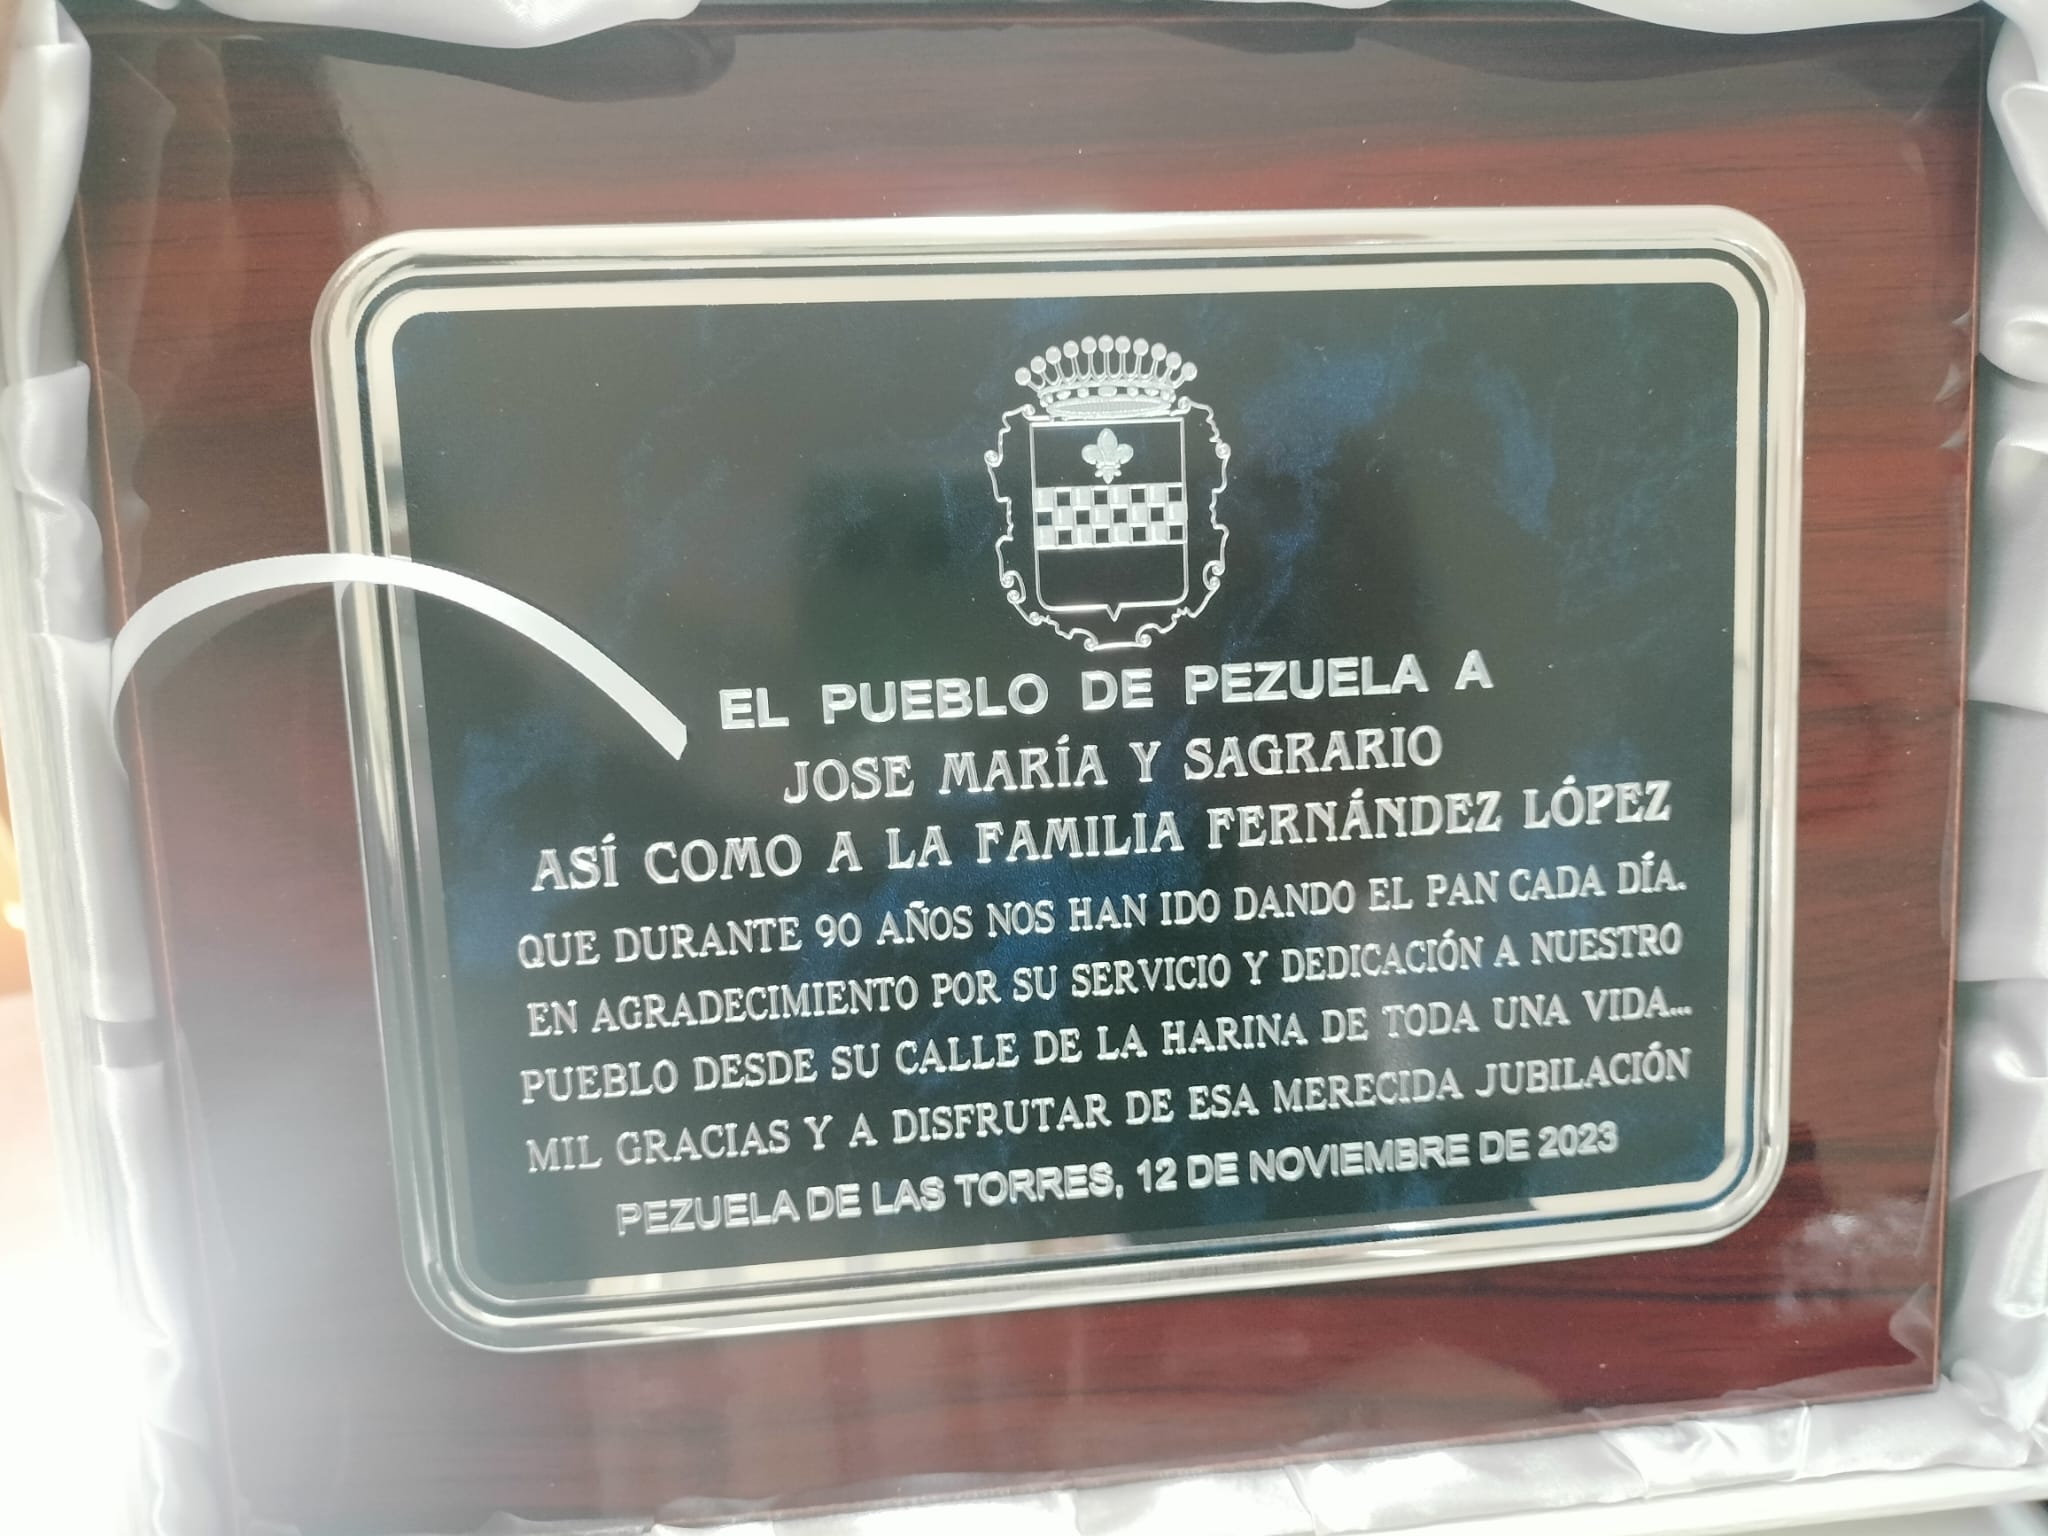 EL PUEBLO DE PEZUELA A
JOSE MARÍA Y SAGRARIO
ASÍ COMO A LA FAMILIA FERNÁNDEZ LÓPEZ
QUE DURANTE 90 AÑOS NOS HAN IDO DANDO EL PAN CADA DÍA.
EN AGRADECIMIENTO POR SU SERVICIO Y DEDICACIÓN A NUESTRO
PUEBLO DESDE SU CALLE DE LA HARINA DE TODA UNA VIDA...
MIL GRACIAS Y A DISFRUTAR DE ESA MERECIDA JUBILACIÓN
PEZUELA DE LAS TORRES, 12 DE NOVIEMBRE DE 2023